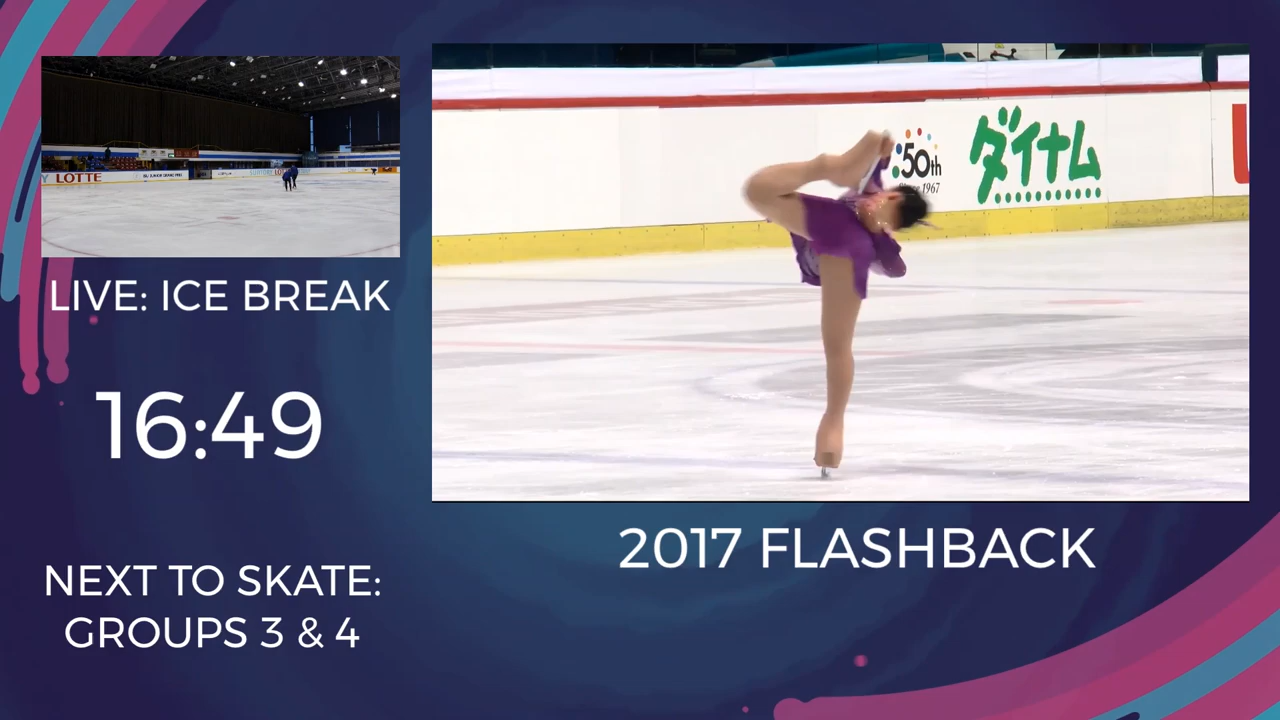 LOTTE
LIVE: ICE BREAK
16:49
NEXT TO SKATE:
GROUPS 3 & 4
50th
Since 1967
ダイナム
2017 FLASHBACK